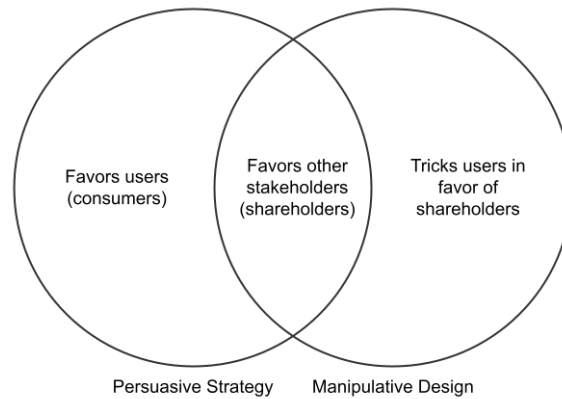 Favors users
(consumers)
Favors other
stakeholders
(shareholders)
Tricks users in
favor of
shareholders
Persuasive Strategy
Manipulative Design